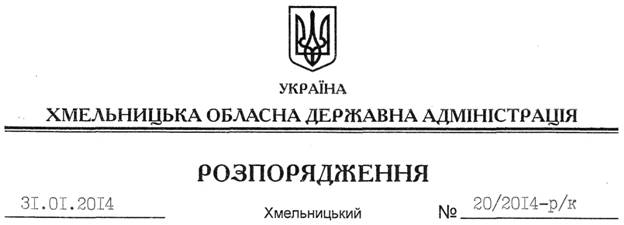 УКРАЇНА
ХМЕЛЬНИЦЬКА ОБЛАСНА ДЕРЖАВНА АДМІНІСТРАЦІЯ
РОЗПОРЯДЖЕННЯ
31.01.2014 Хмельницький № 20/2014-р/к